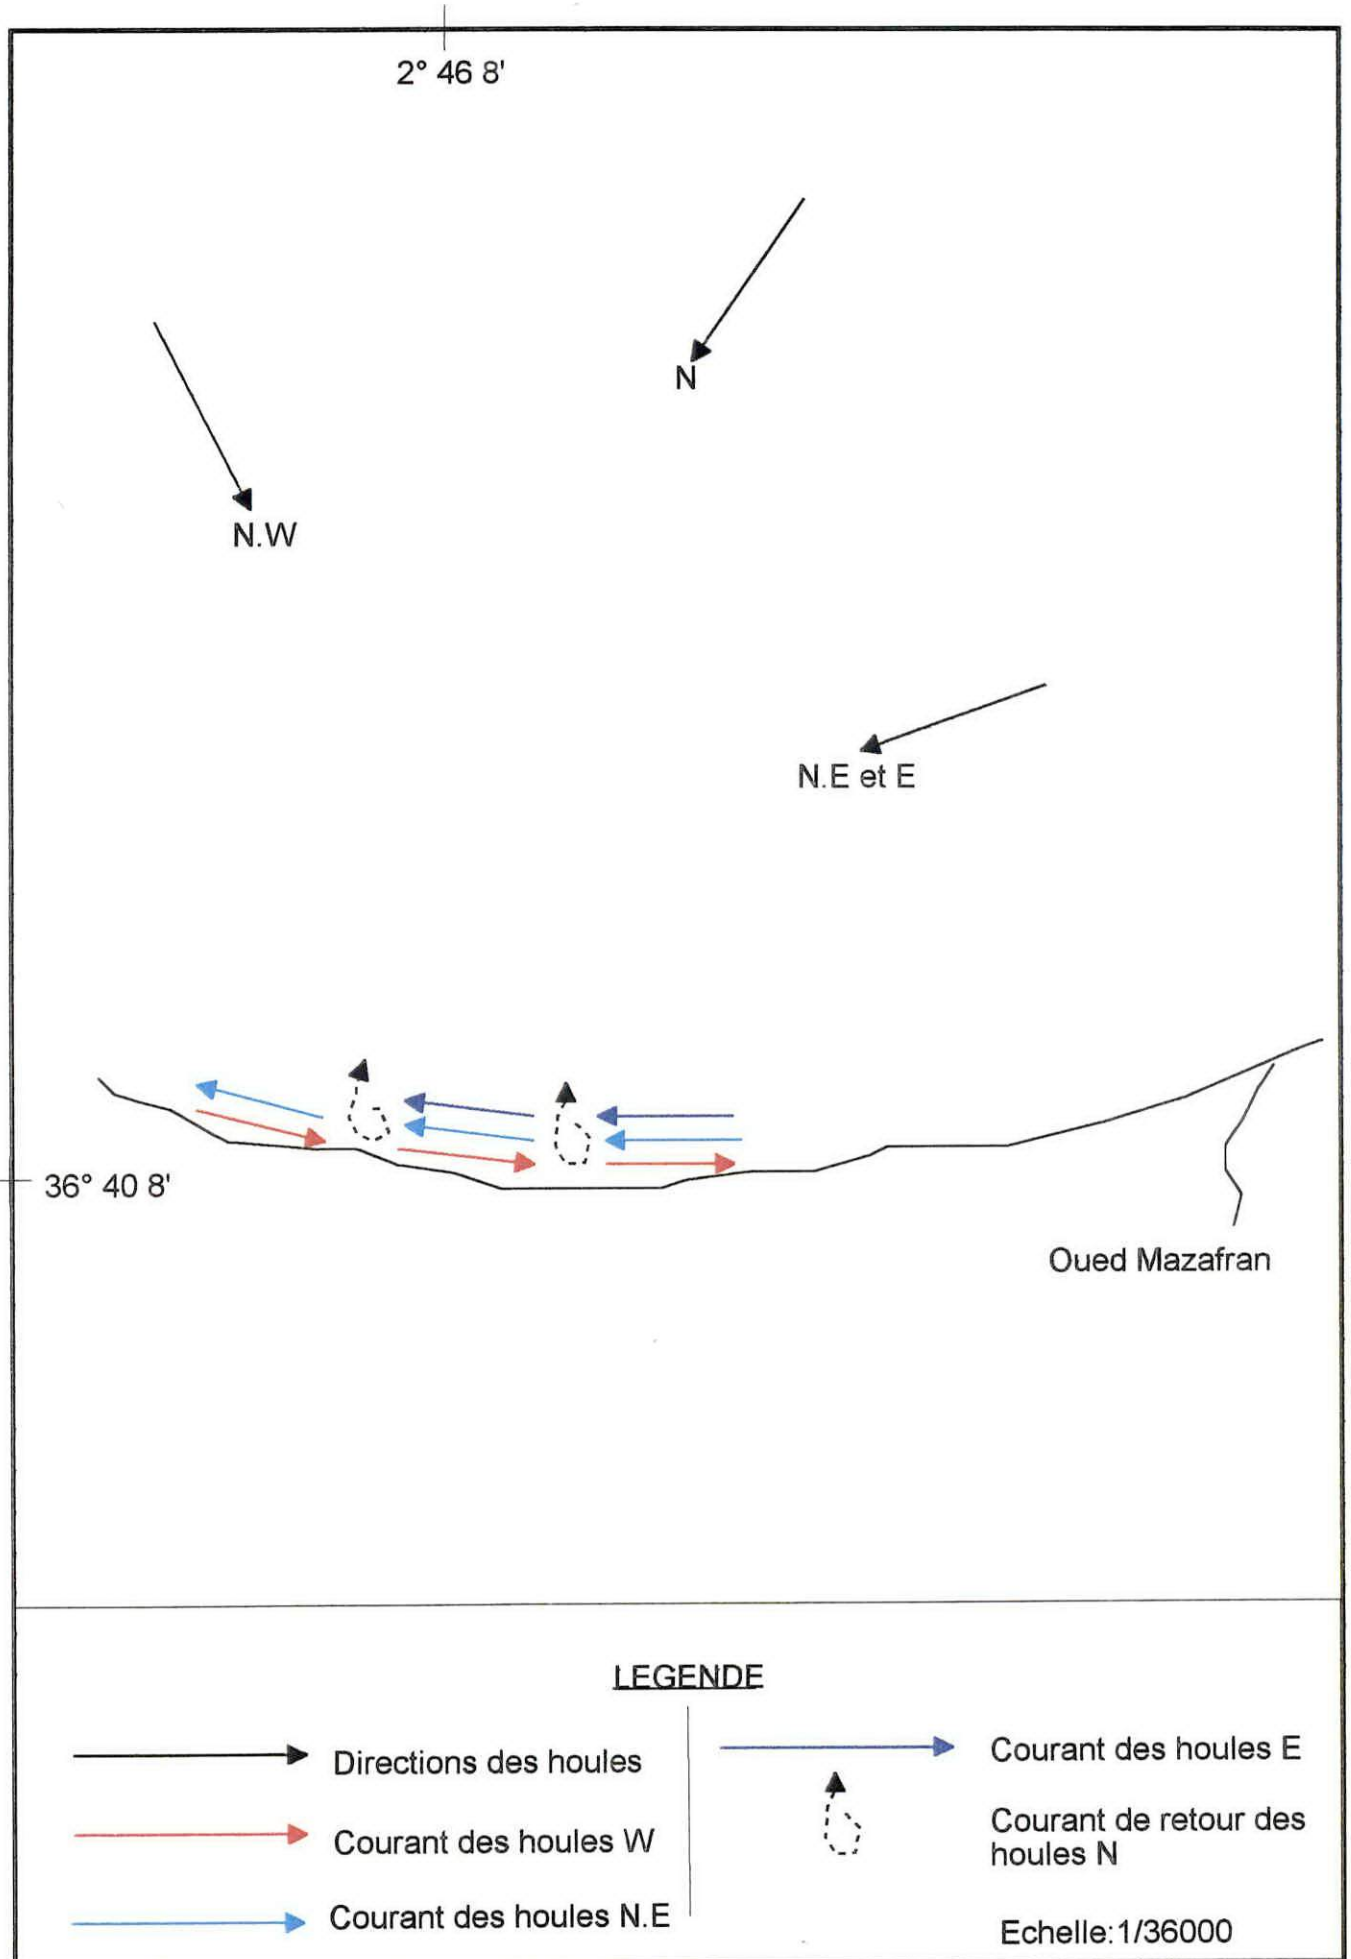 2° 46 8'
N
N.W
N.E et E
36° 40 8'
Oued Mazafran
LEGENDE
Directions des houles
Courant des houles W
Courant des houles N.E
Courant des houles E
Courant de retour des
houles N
Echelle:1/36000